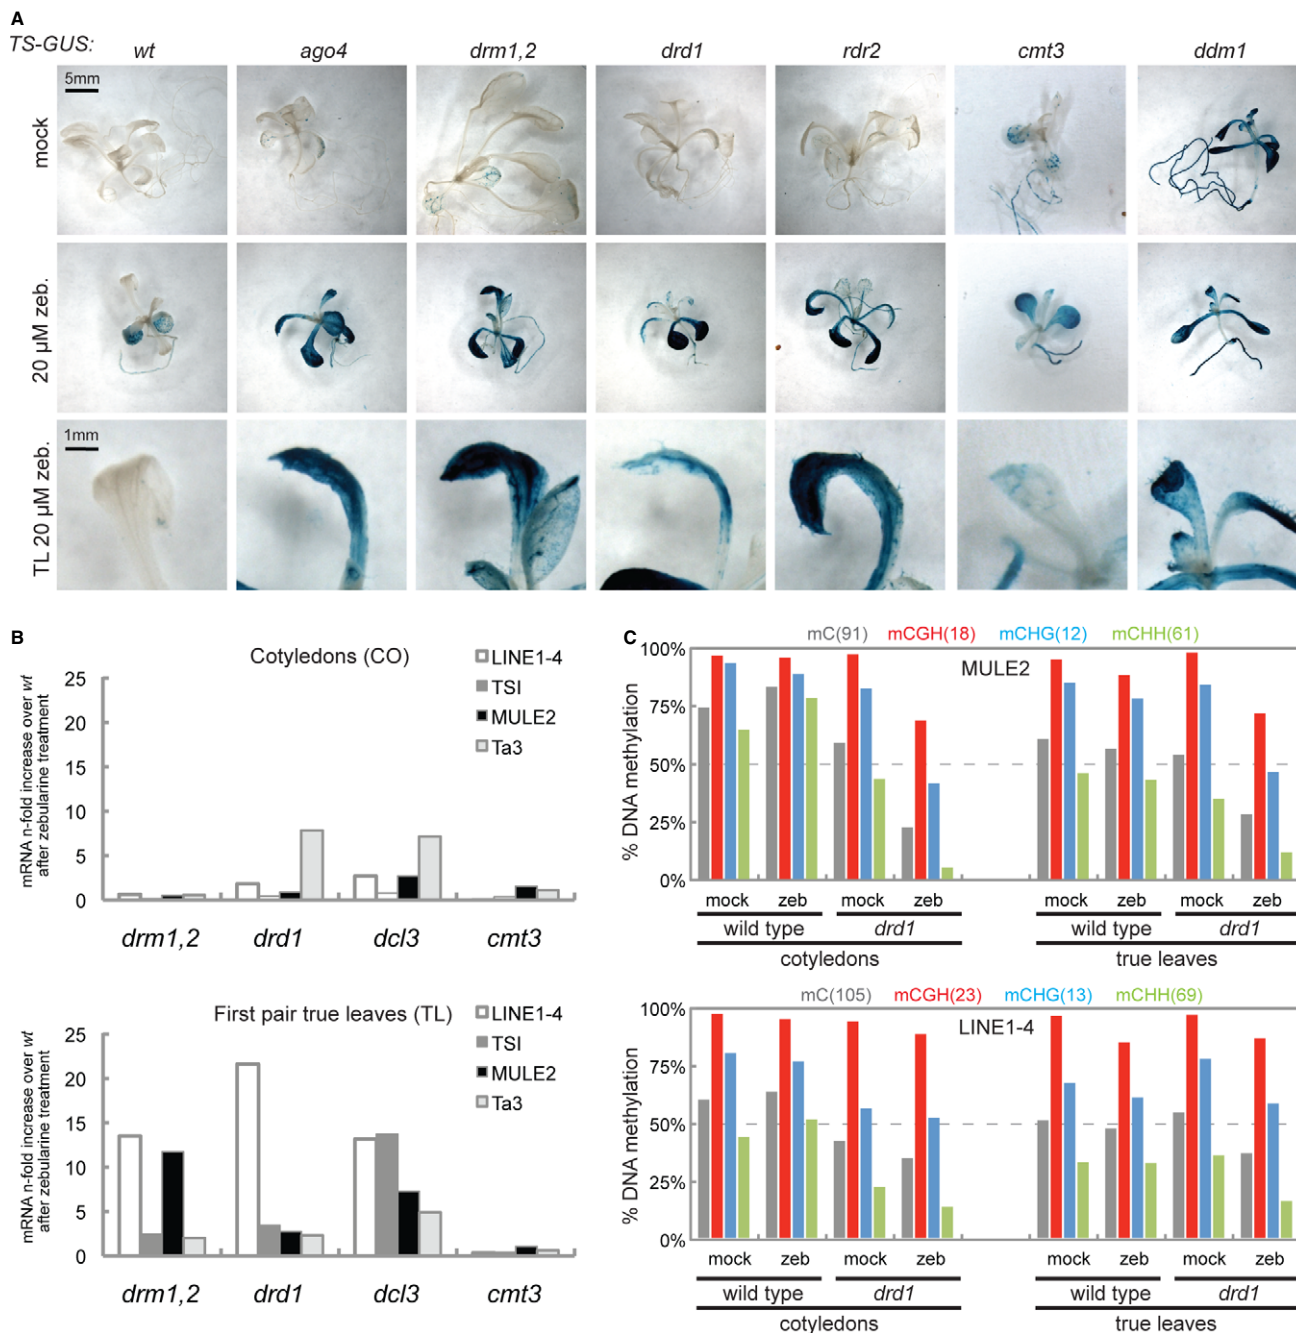 A
TS-GUS:
wt
ago4
drm1,2
drd1
rdr2
cmt3
ddm1
mock
5mm
20 µM zeb.
TL 20 µM zeb.
1mm
B
Cotyledons (CO)
LINE1-4
TSI
MULE2
Ta3
mRNA n-fold increase over wt
after zebularine treatment
25
20
15
10
5
0
drm1,2
drd1
dcl3
cmt3
First pair true leaves (TL)
LINE1-4
TSI
MULE2
Ta3
mRNA n-fold increase over wt
after zebularine treatment
25
20
15
10
5
0
drm1,2
drd1
dcl3
cmt3
C
mC(91) mCGH(18) mCHG(12) mCHH(61)
MULE2
% DNA methylation
100%
75%
50%
25%
0%
mock zeb mock zeb mock zeb mock zeb
wild type drd1 wild type drd1
cotyledons true leaves
mC(105) mCGH(23) mCHG(13) mCHH(69)
LINE1-4
% DNA methylation
100%
75%
50%
25%
0%
mock zeb mock zeb mock zeb mock zeb
wild type drd1 wild type drd1
cotyledons true leaves